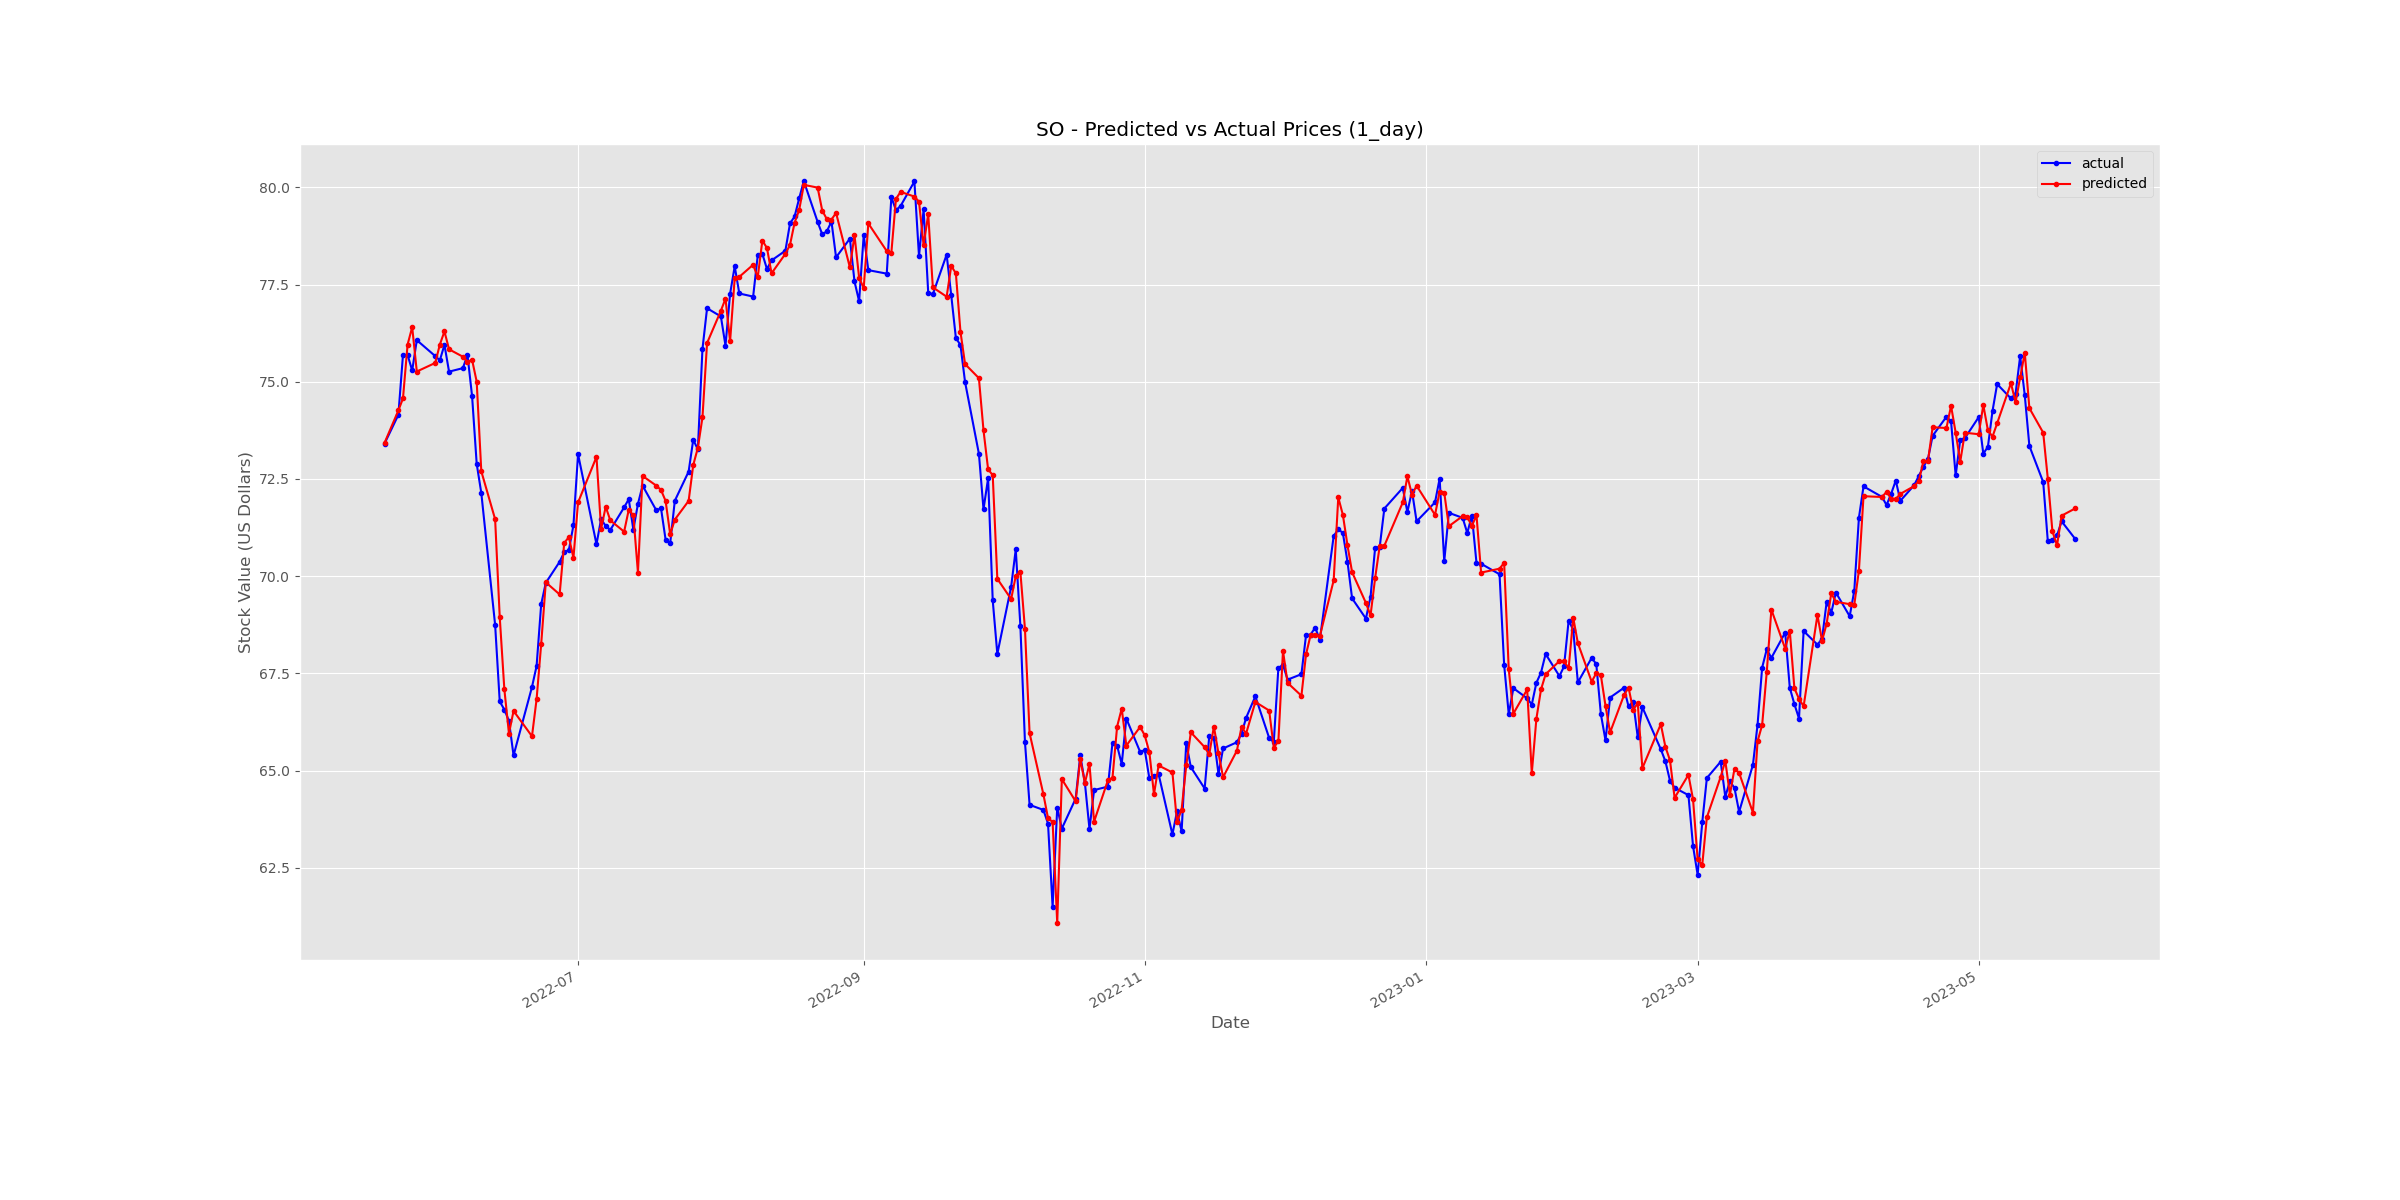 SO - Predicted vs Actual Prices (1_day)
actual
predicted
80.0
77.5
75.0
72.5
70.0
67.5
65.0
62.5
Stock Value (US Dollars)
2022-07
2022-09
2022-11
2023-01
2023-03
2023-05
Date